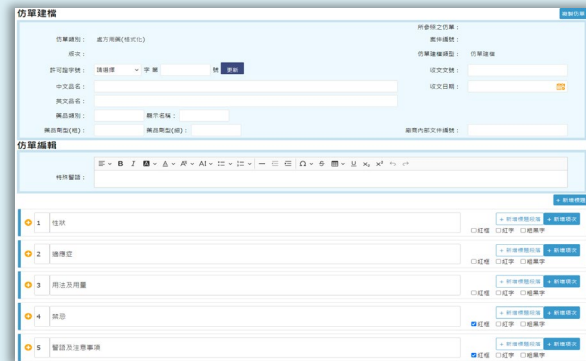 仿單建檔
複製仿單
所參照之仿單：
仿單類別： 處方用藥(格式化) 案件編號：
版次： 仿單建檔類型： 仿單建檔
許可證字號： 請選擇 字 第 號 更新 收文文號：
中文品名： 收文日期：
英文品名：
藥品類別： 顯示名稱：
藥品劑型(粗)： 藥品劑型(細)： 廠商內部文件編號：
仿單編輯
B I A A AI Ω S U X₂ X²
特殊警語：
+ 新增標題
1 性狀 + 新增標題段落 + 新增項次
□紅框 □紅字 □粗黑字
2 適應症 + 新增標題段落 + 新增項次
□紅框 □紅字 □粗黑字
3 用法及用量 + 新增標題段落 + 新增項次
□紅框 □紅字 □粗黑字
4 禁忌 + 新增標題段落 + 新增項次
☑紅框 □紅字 □粗黑字
5 警語及注意事項 + 新增標題段落 + 新增項次
☑紅框 □紅字 □粗黑字